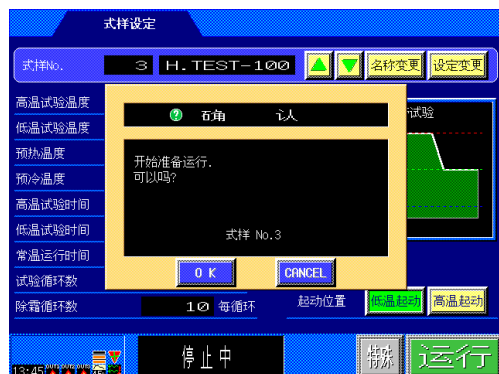 式样设定
式样No. 3 H.TEST-100 名称变更 设定变更
高温试验温度
低温试验温度
预热温度
预冷温度
高温试验时间
低温试验时间
常温运行时间
试验循环数
除霜循环数 10 每循环
试验
? 确 认
开始准备运行.
可以吗?
式样 No.3
OK CANCEL
起动位置 低温起动 高温起动
13:45
停止中
特殊 运行